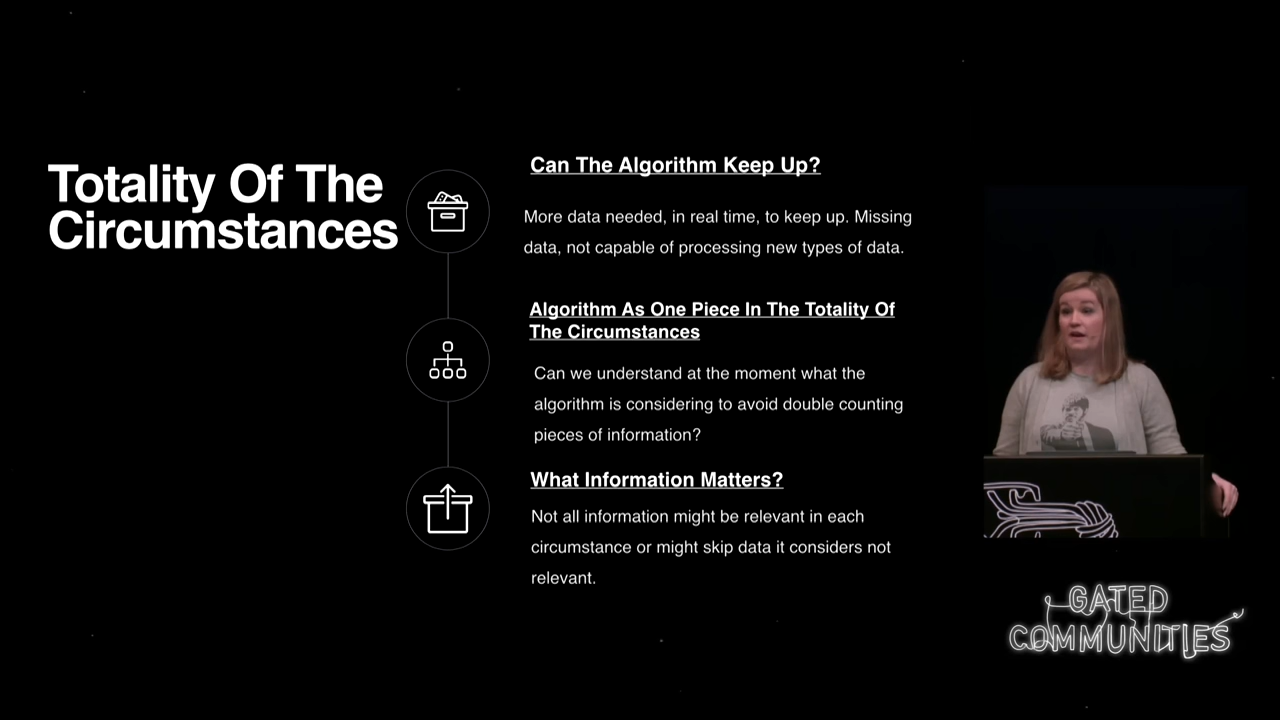 Totality Of The
Circumstances
Can The Algorithm Keep Up?
More data needed, in real time, to keep up. Missing
data, not capable of processing new types of data.
Algorithm As One Piece In The Totality Of
The Circumstances
Can we understand at the moment what the
algorithm is considering to avoid double counting
pieces of information?
What Information Matters?
Not all information might be relevant in each
circumstance or might skip data it considers not
relevant.
GATED
COMMUNITIES